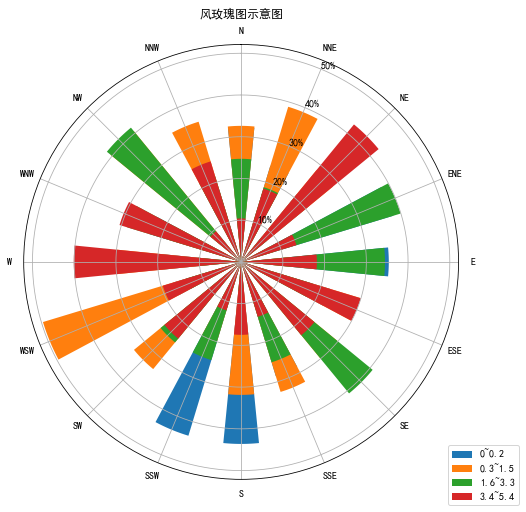 风玫瑰图示意图
N
NNW
NNE
50%
NW
NE
40%
30%
WNW
ENE
20%
10%
W
E
WSW
ESE
SW
SE
SSW
SSE
S
0~0.2
0.3~1.5
1.6~3.3
3.4~5.4